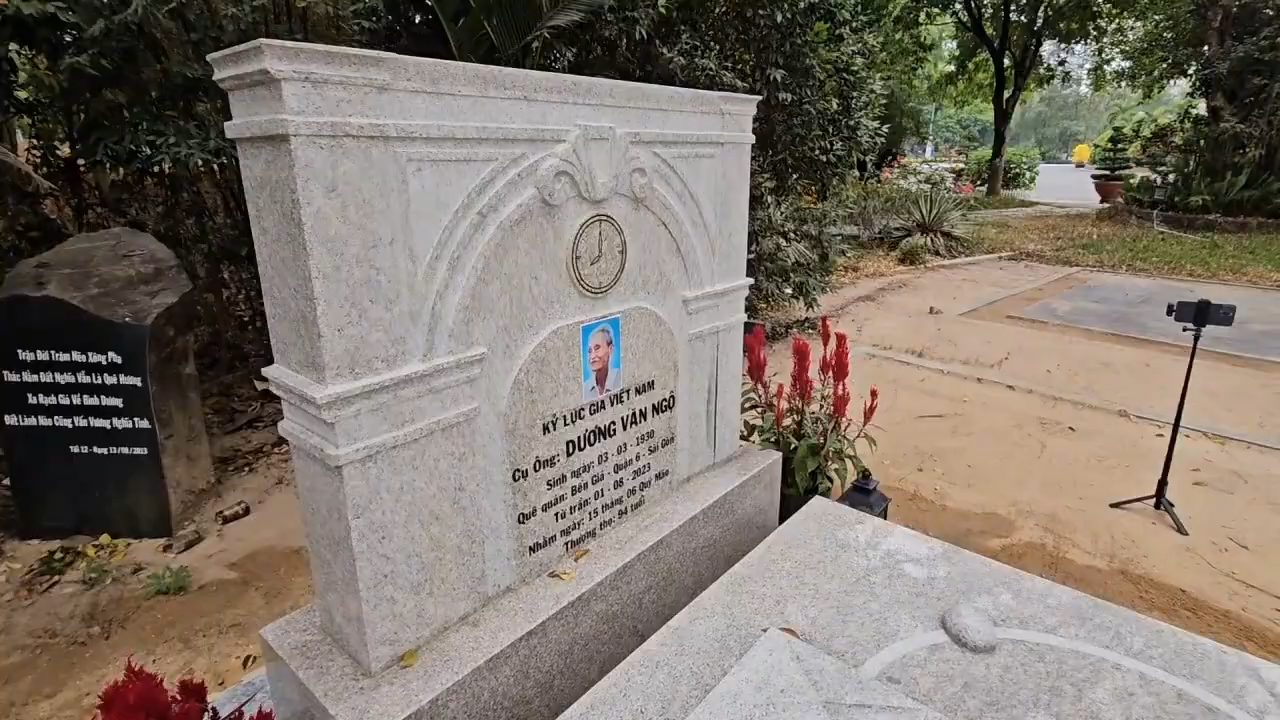 Trận Đời Trăm Nẻo Xông Pha
Thác Nằm Đất Nghĩa Vẫn Là Quê Hương
Xa Rạch Giá Về Bình Dương
Đất Lành Nào Cũng Vấn Vương Nghĩa Tình.
KỶ LỤC GIA VIỆT NAM
Cụ Ông: DƯƠNG VĂN NGỘ
Sinh ngày: 03 - 03 - 1930
Quê quán: Bến Giá - Quận 6 - Sài Gòn
Từ trần: 01 - 08 - 2023
Nhằm ngày: 15 tháng 06 Quý Mão
Thượng thọ: 94 tuổi